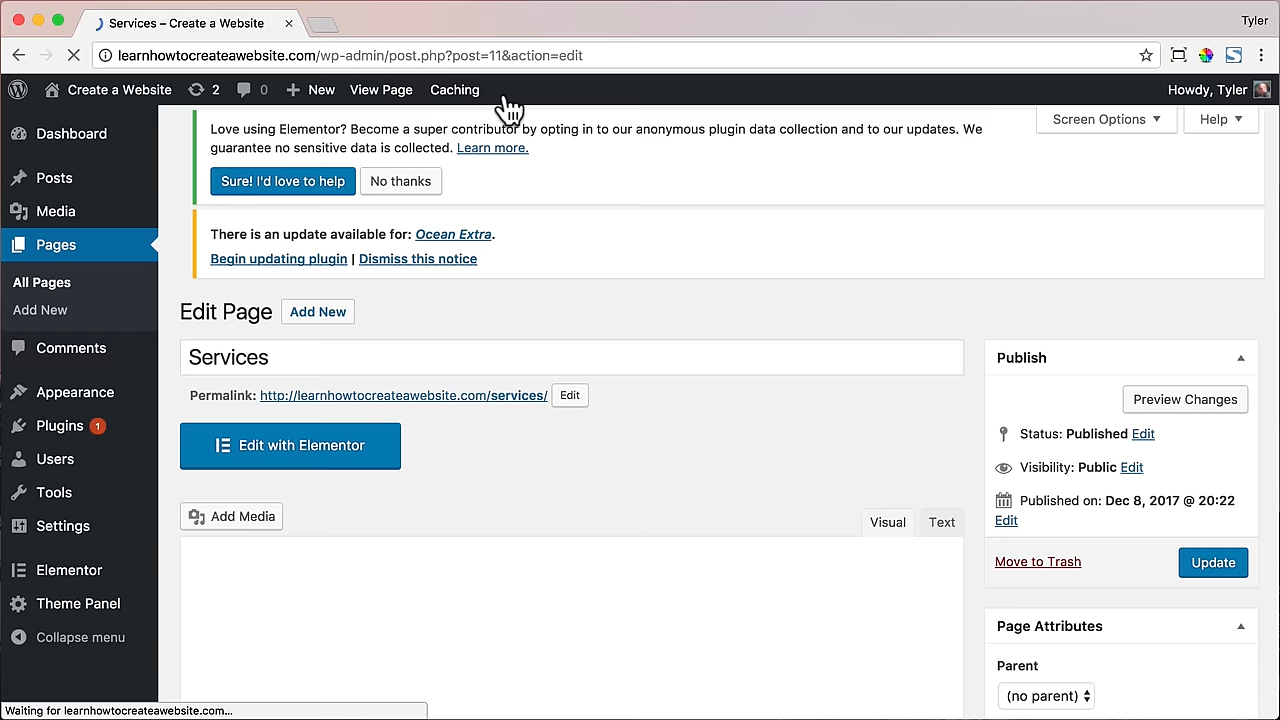 Services – Create a Website
Tyler
learnhowtocreateawebsite.com/wp-admin/post.php?post=11&action=edit
Create a Website 2 0 New View Page Caching Howdy, Tyler
Screen Options Help
Love using Elementor? Become a super contributor by opting in to our anonymous plugin data collection and to our updates. We
guarantee no sensitive data is collected. Learn more.
Sure! I'd love to help No thanks
There is an update available for: Ocean Extra.
Begin updating plugin | Dismiss this notice
Dashboard
Posts
Media
Pages
All Pages
Add New
Comments
Appearance
Plugins 1
Users
Tools
Settings
Elementor
Theme Panel
Collapse menu
Edit Page Add New
Services
Permalink: http://learnhowtocreateawebsite.com/services/ Edit
Edit with Elementor
Add Media
Visual Text
Publish
Preview Changes
Status: Published Edit
Visibility: Public Edit
Published on: Dec 8, 2017 @ 20:22
Edit
Move to Trash Update
Page Attributes
Parent
(no parent)
Waiting for learnhowtocreateawebsite.com...